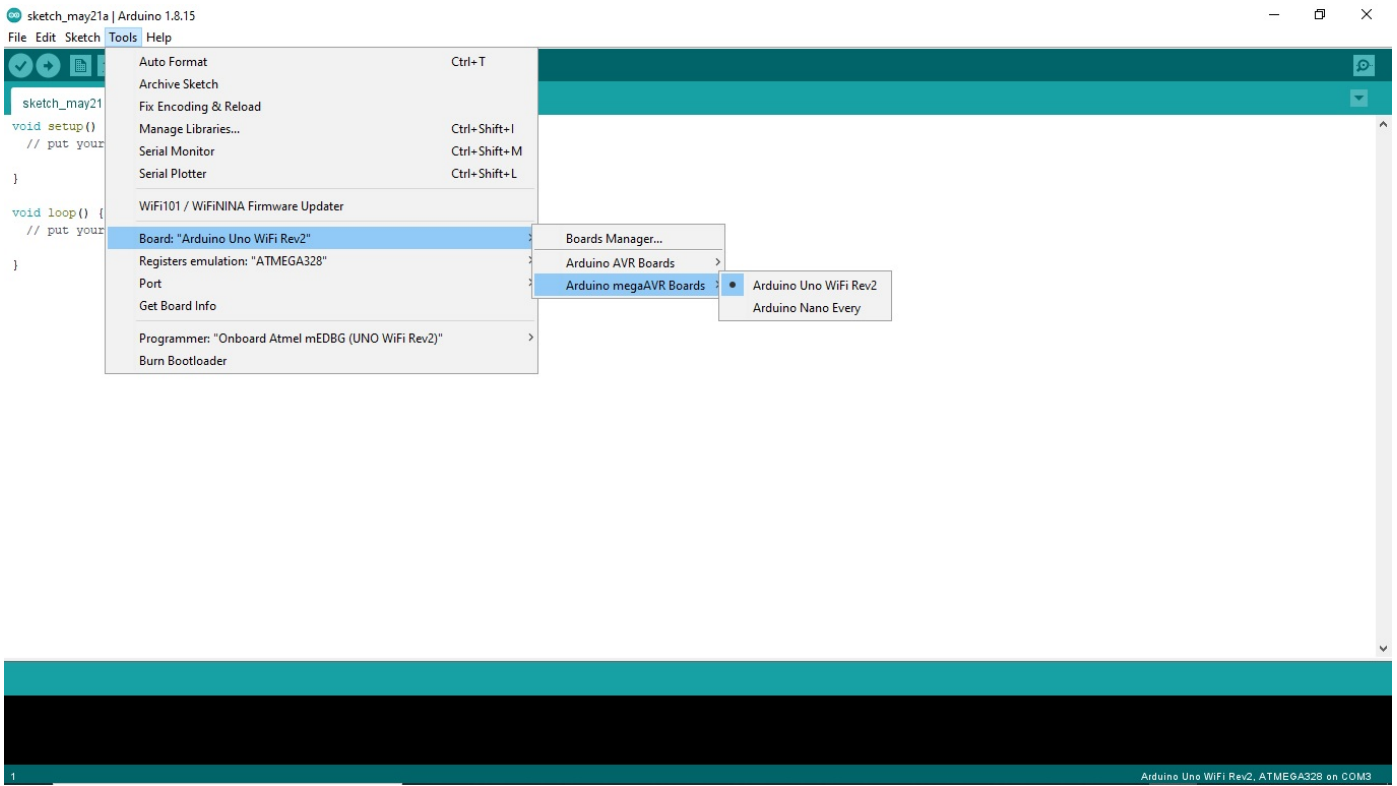 sketch_may21a | Arduino 1.8.15
File Edit Sketch Tools Help
sketch_may21
void setup()
// put your
}
void loop() {
// put your
}
Auto Format Ctrl+T
Archive Sketch
Fix Encoding & Reload
Manage Libraries... Ctrl+Shift+I
Serial Monitor Ctrl+Shift+M
Serial Plotter Ctrl+Shift+L
WiFi101 / WiFiNINA Firmware Updater
Board: "Arduino Uno WiFi Rev2"
Registers emulation: "ATMEGA328"
Port
Get Board Info
Programmer: "Onboard Atmel mEDBG (UNO WiFi Rev2)"
Burn Bootloader
Boards Manager...
Arduino AVR Boards
Arduino megaAVR Boards
Arduino Uno WiFi Rev2
Arduino Nano Every
1 Arduino Uno WiFi Rev2, ATMEGA328 on COM3